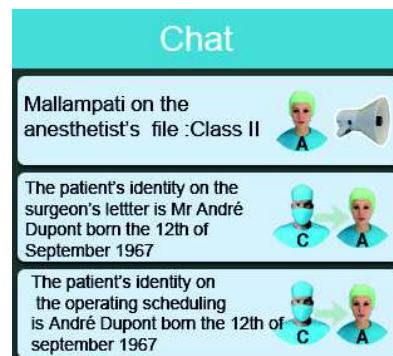 Chat
Mallampati on the
anesthetist's file :Class II
A
The patient's identity on the
surgeon's lettter is Mr André
Dupont born the 12th of
September 1967
C A
The patient's identity on
the operating scheduling
is André Dupont born the 12th of
september 1967
C A